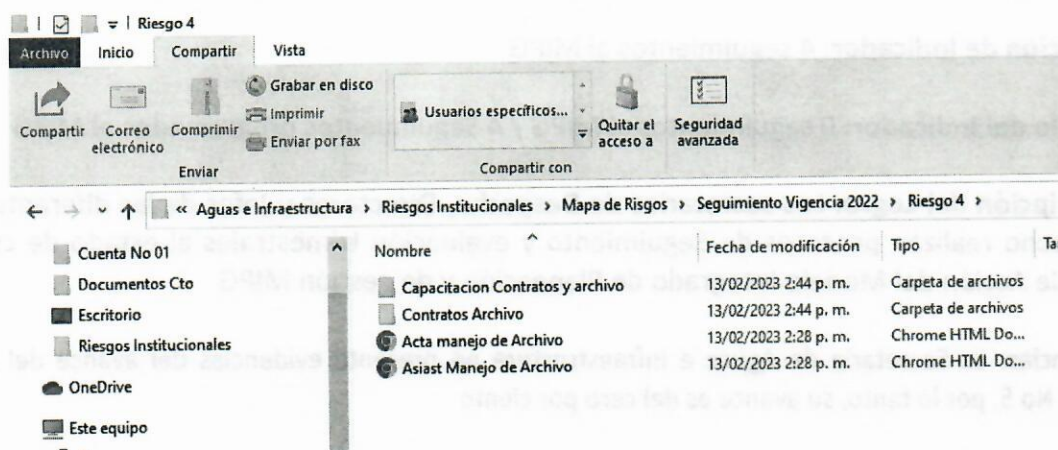 Riesgo 4
Archivo Inicio Compartir Vista
Compartir
Correo electrónico
Comprimir
Grabar en disco
Imprimir
Enviar por fax
Enviar
Usuarios específicos...
Quitar el acceso a
Seguridad avanzada
Compartir con
« Aguas e Infraestructura › Riesgos Institucionales › Mapa de Risgos › Seguimiento Vigencia 2022 › Riesgo 4 ›
Cuenta No 01
Documentos Cto
Escritorio
Riesgos Institucionales
OneDrive
Este equipo
Nombre Fecha de modificación Tipo Ta
Capacitacion Contratos y archivo 13/02/2023 2:44 p. m. Carpeta de archivos
Contratos Archivo 13/02/2023 2:44 p. m. Carpeta de archivos
Acta manejo de Archivo 13/02/2023 2:28 p. m. Chrome HTML Do...
Asiast Manejo de Archivo 13/02/2023 2:28 p. m. Chrome HTML Do...